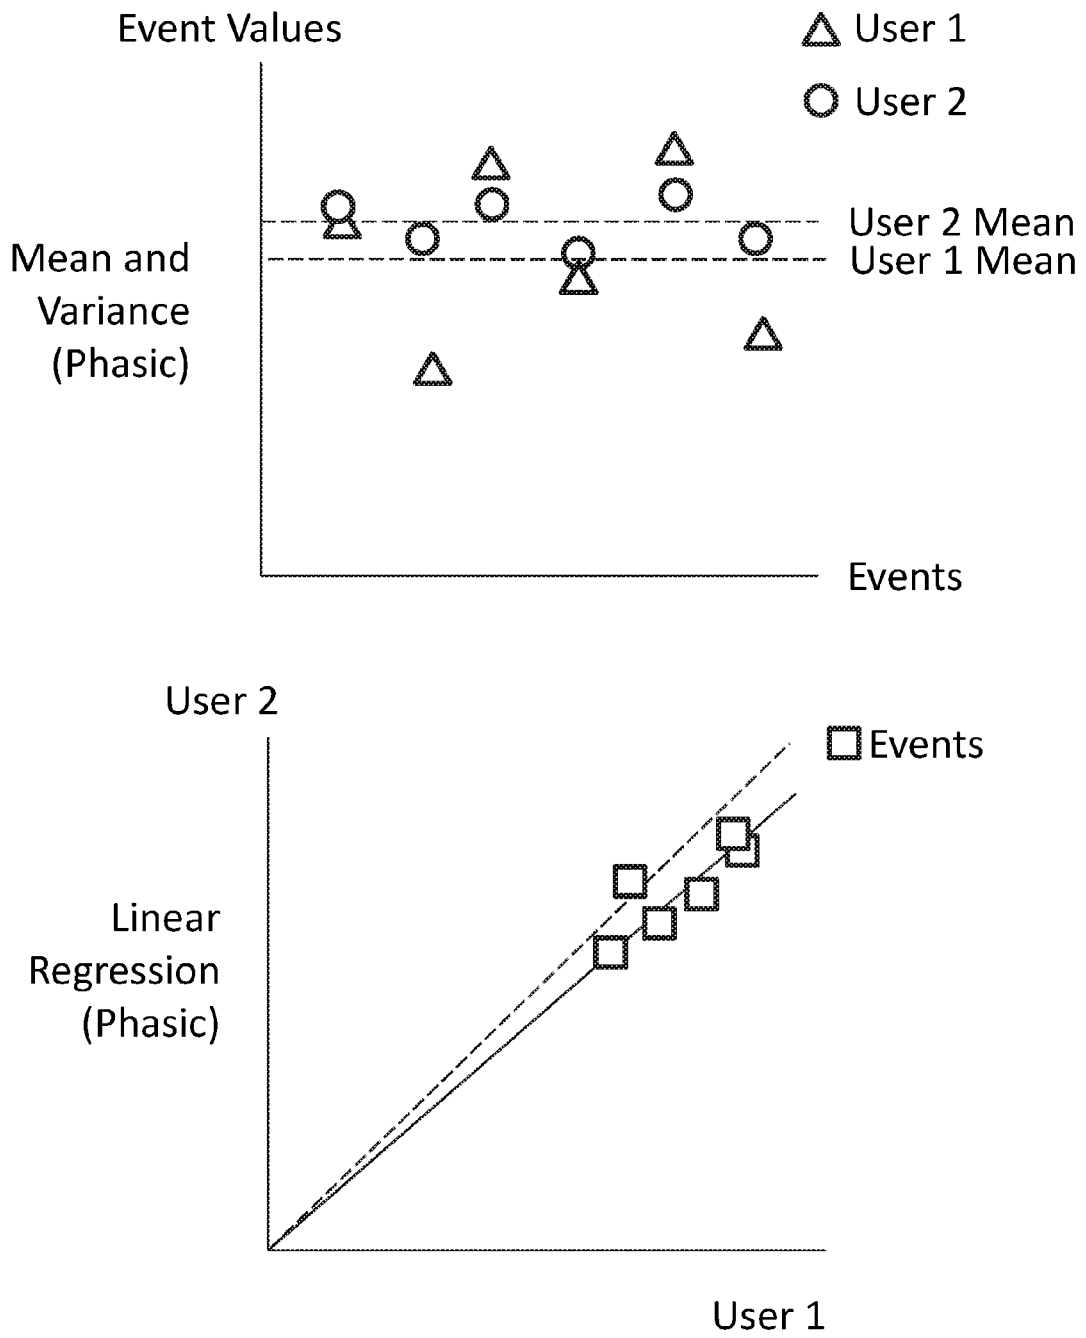 Event Values
User 1
User 2
User 2 Mean
User 1 Mean
Mean and
Variance
(Phasic)
Events
User 2
Events
Linear
Regression
(Phasic)
User 1